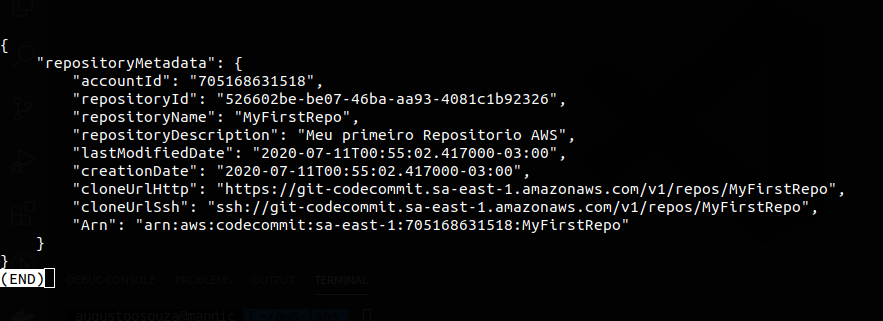 {
    "repositoryMetadata": {
        "accountId": "705168631518",
        "repositoryId": "526602be-be07-46ba-aa93-4081c1b92326",
        "repositoryName": "MyFirstRepo",
        "repositoryDescription": "Meu primeiro Repositorio AWS",
        "lastModifiedDate": "2020-07-11T00:55:02.417000-03:00",
        "creationDate": "2020-07-11T00:55:02.417000-03:00",
        "cloneUrlHttp": "https://git-codecommit.sa-east-1.amazonaws.com/v1/repos/MyFirstRepo",
        "cloneUrlSsh": "ssh://git-codecommit.sa-east-1.amazonaws.com/v1/repos/MyFirstRepo",
        "Arn": "arn:aws:codecommit:sa-east-1:705168631518:MyFirstRepo"
    }
}
(END)
DEBUG CONSOLE PROBLEMS OUTPUT TERMINAL